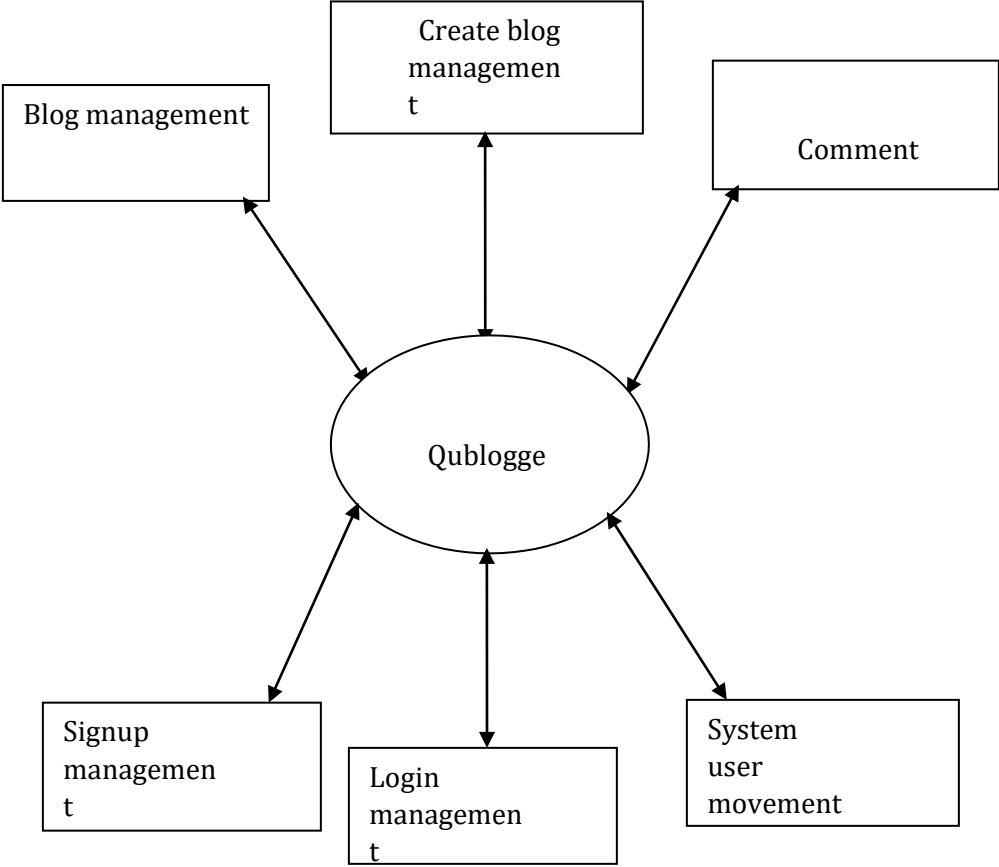 Create blog
managemen
t
Blog management
Comment
Qublogge
Signup
managemen
t
Login
managemen
t
System
user
movement